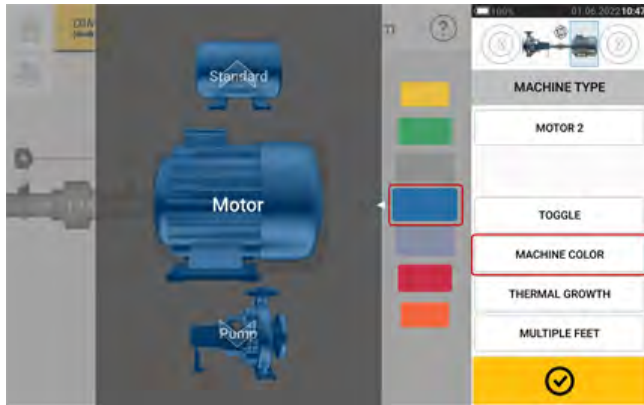 100% 01.06.2022 10:47
Standard
Motor
Pump
?
MACHINE TYPE
MOTOR 2
TOGGLE
MACHINE COLOR
THERMAL GROWTH
MULTIPLE FEET